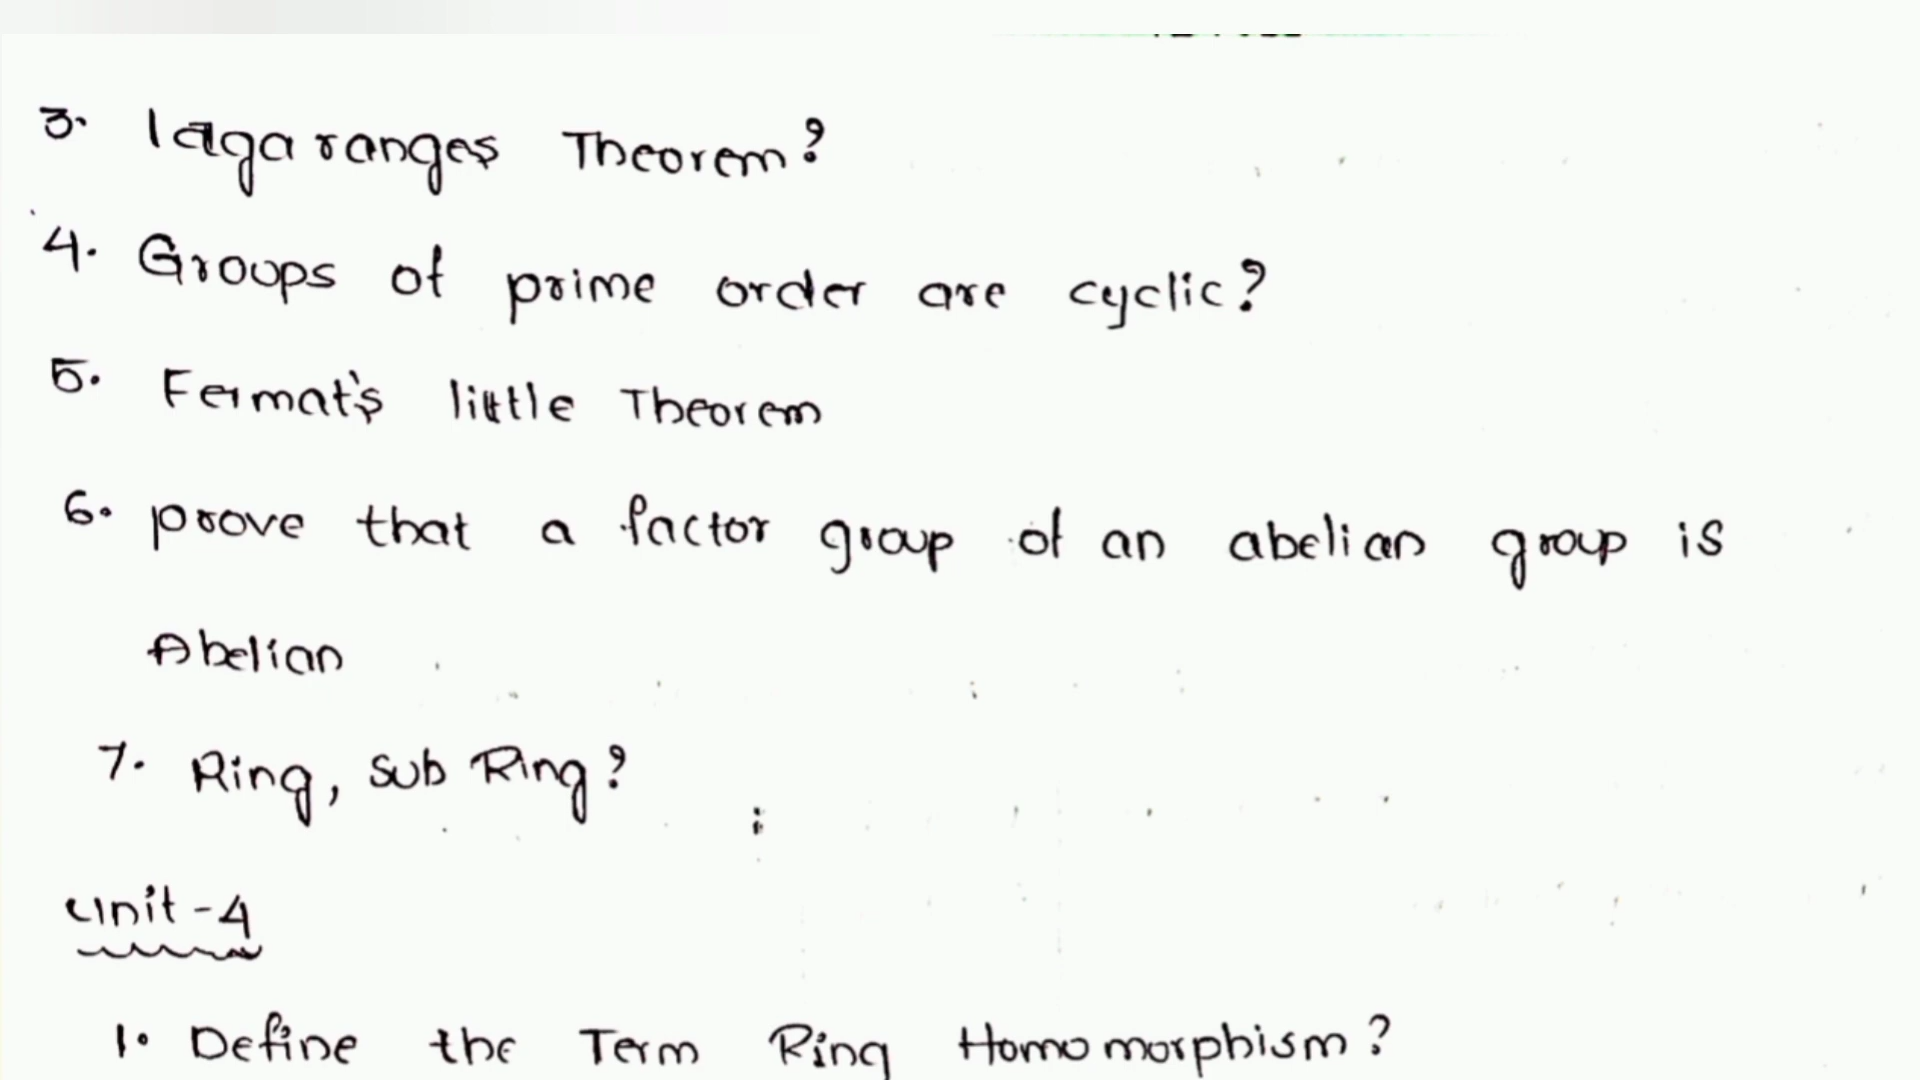 3. lagaranges Theorem?
4. Groups of prime order are cyclic?
5. Fermat's little Theorem
6. prove that a factor group of an abelian group is
Abelian
7. Ring, sub Ring?
Unit-4
1. Define the Term Ring Homomorphism?